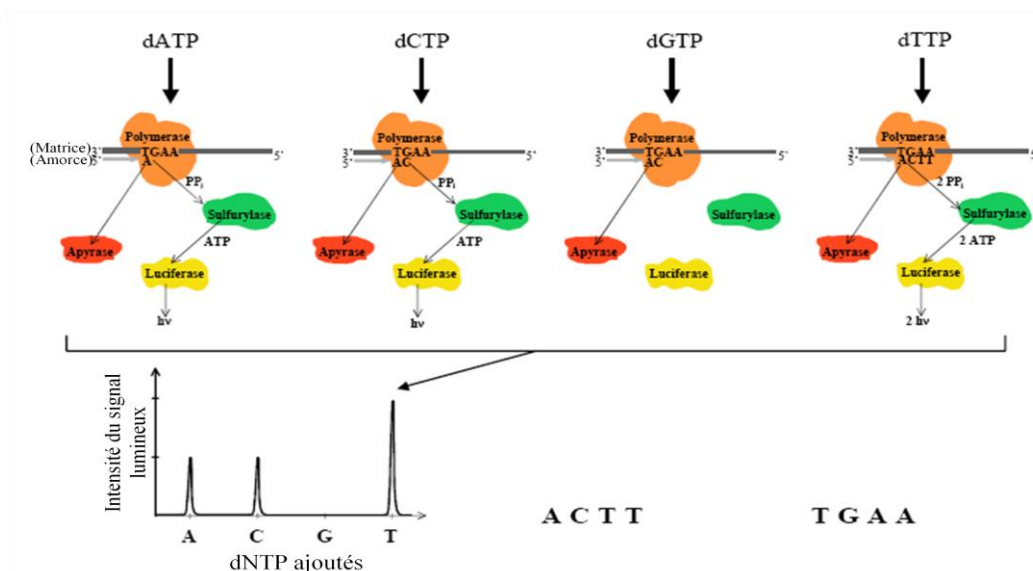 dATP dCTP dGTP dTTP
Polymerase Polymerase Polymerase Polymerase
(Matrice) 3' TGAA 5' 3' TGAA 5' 3' TGAA 5' 3' TGAA 5'
(Amorce) 5' A 5' AC 5' AC 5' ACTT
PPi PPi 2 PPi
Sulfurylase Sulfurylase Sulfurylase Sulfurylase
Apyrase ATP Apyrase ATP Apyrase Apyrase 2 ATP
Luciferase Luciferase Luciferase Luciferase
hν hν 2 hν
Intensité du signal
lumineux
A C G T
dNTP ajoutés
A C T T T G A A